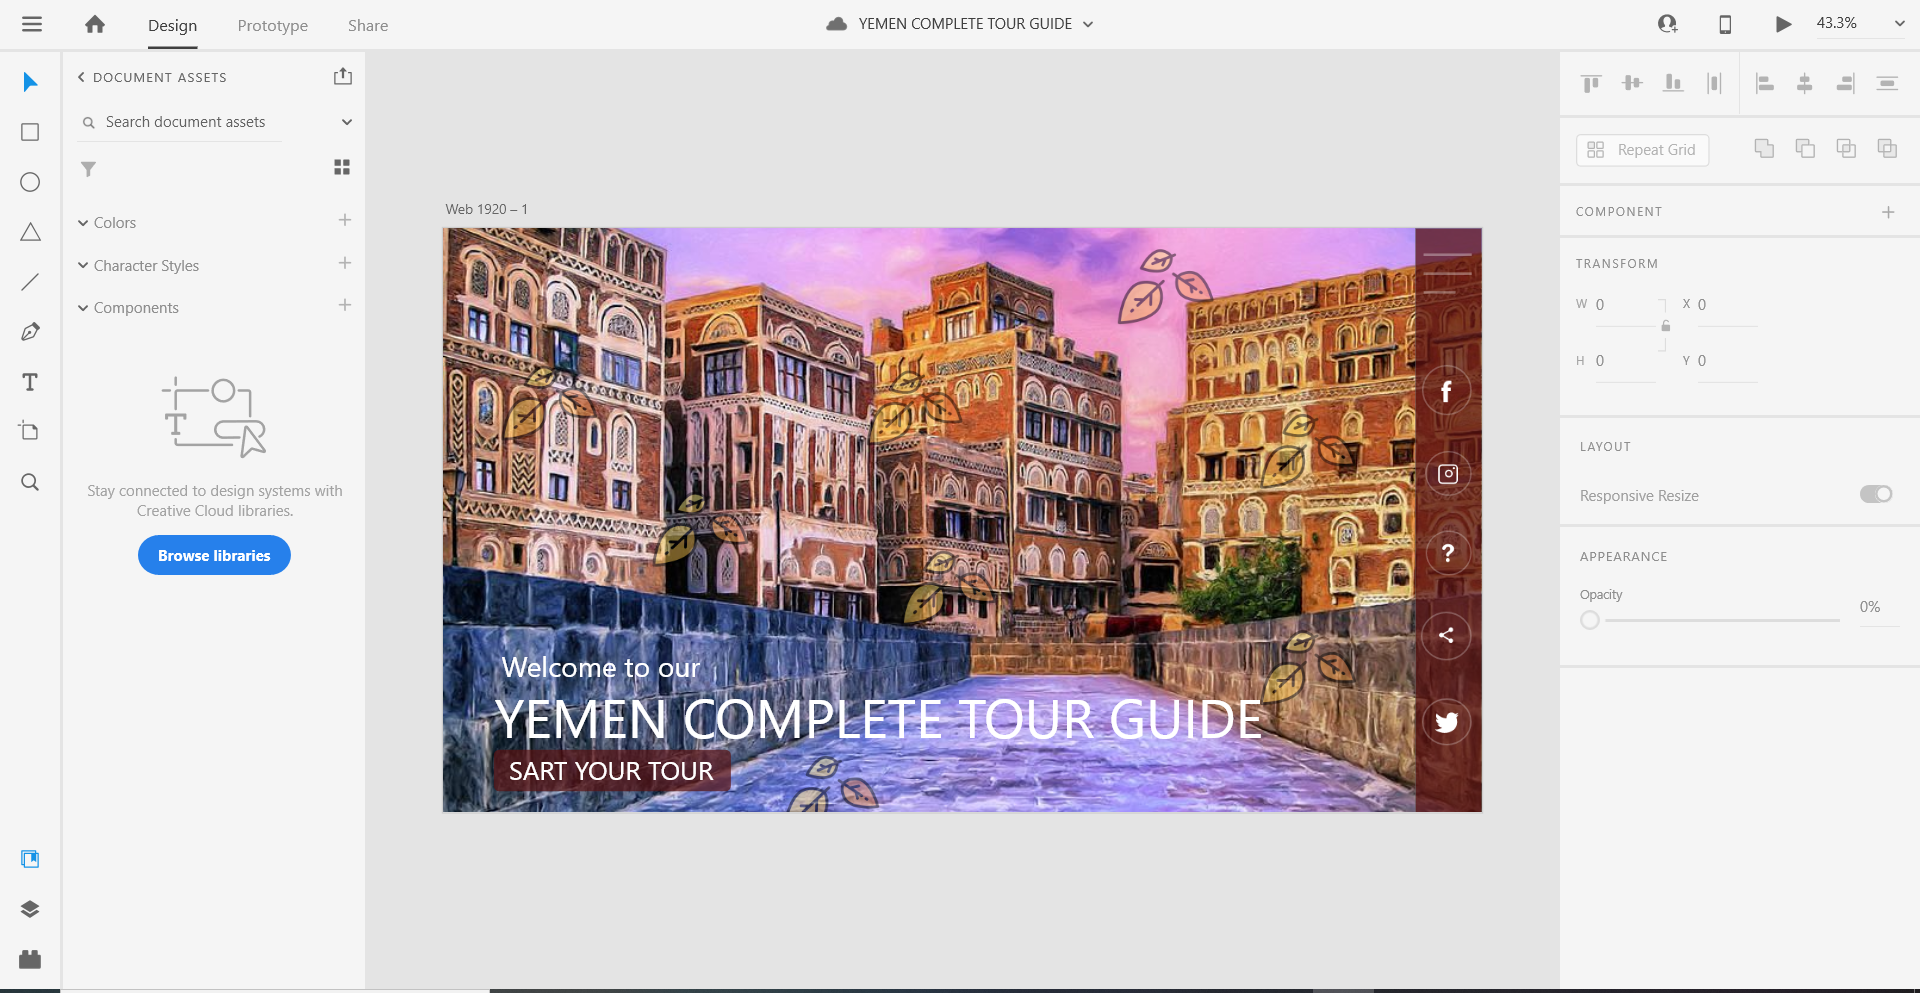 Design
Prototype
Share
YEMEN COMPLETE TOUR GUIDE
43.3%
DOCUMENT ASSETS
Search document assets
Colors
Character Styles
Components
Stay connected to design systems with
Creative Cloud libraries.
Browse libraries
Web 1920 – 1
Welcome to our
YEMEN COMPLETE TOUR GUIDE
SART YOUR TOUR
Repeat Grid
COMPONENT
TRANSFORM
W 0 X 0
H 0 Y 0
LAYOUT
Responsive Resize
APPEARANCE
Opacity
0%